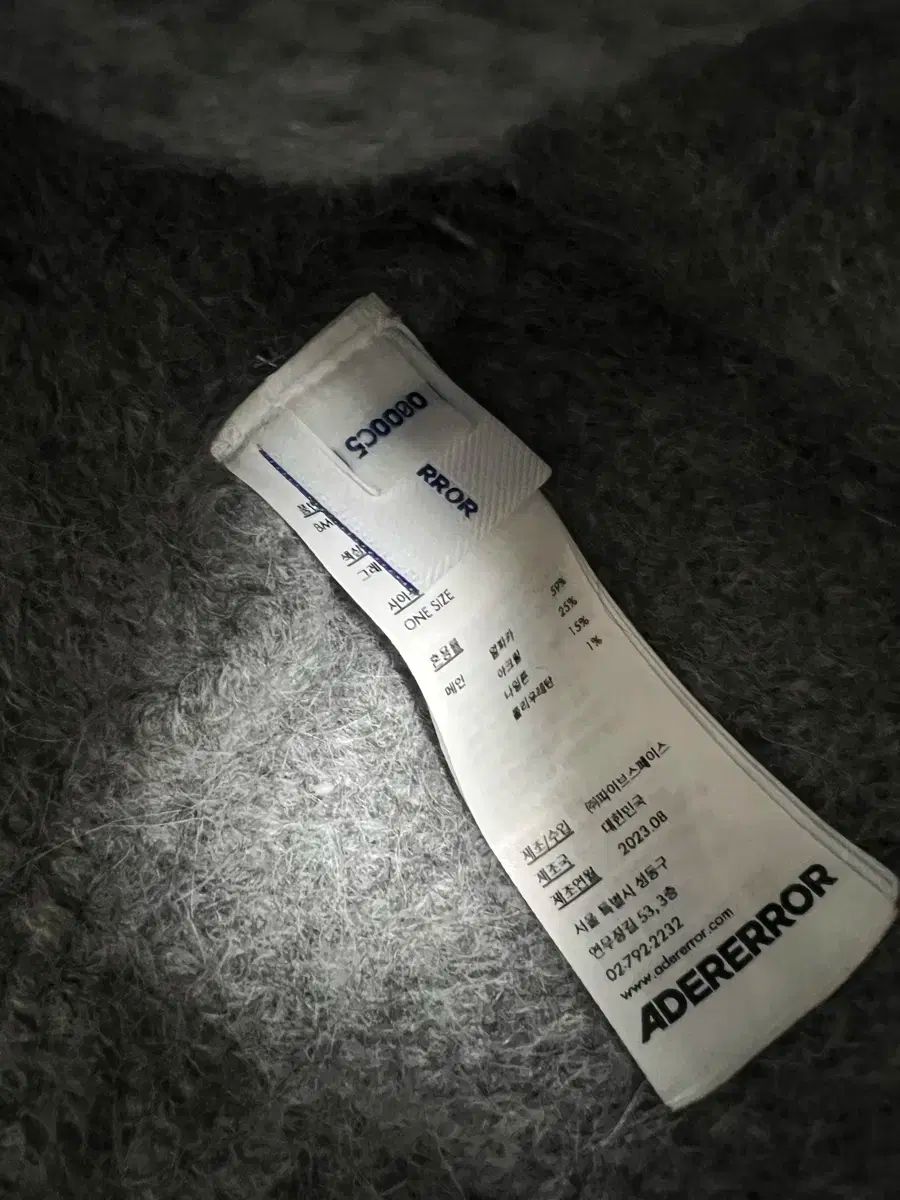 0800C5
RROR
ONE SIZE
혼용률
메인 알파카 59%
아크릴 25%
나일론 15%
폴리우레탄 1%
제조/수입 ㈜파이브스페이스
제조국 대한민국
제조연월 2023.08
서울 특별시 성동구
연무장길 53, 3층
02-792-2232
www.adererror.com
ADERERROR